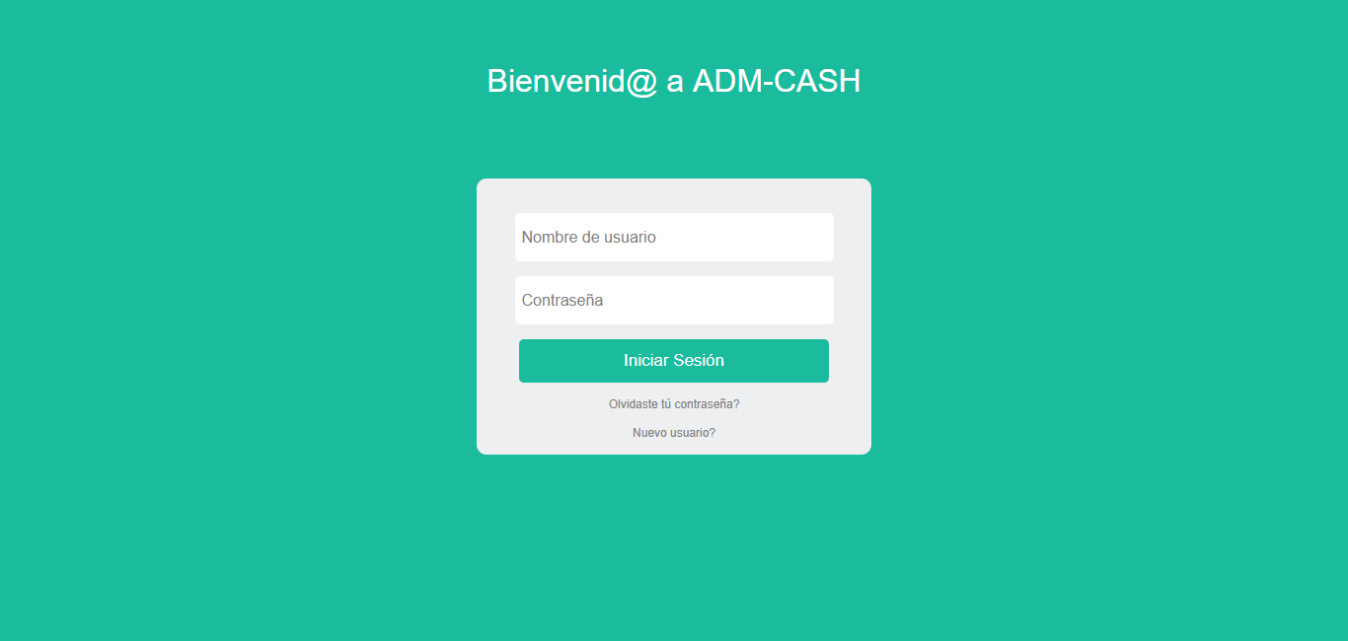 Bienvenid@ a ADM-CASH
Nombre de usuario
Contraseña
Iniciar Sesión
Olvidaste tú contraseña?
Nuevo usuario?